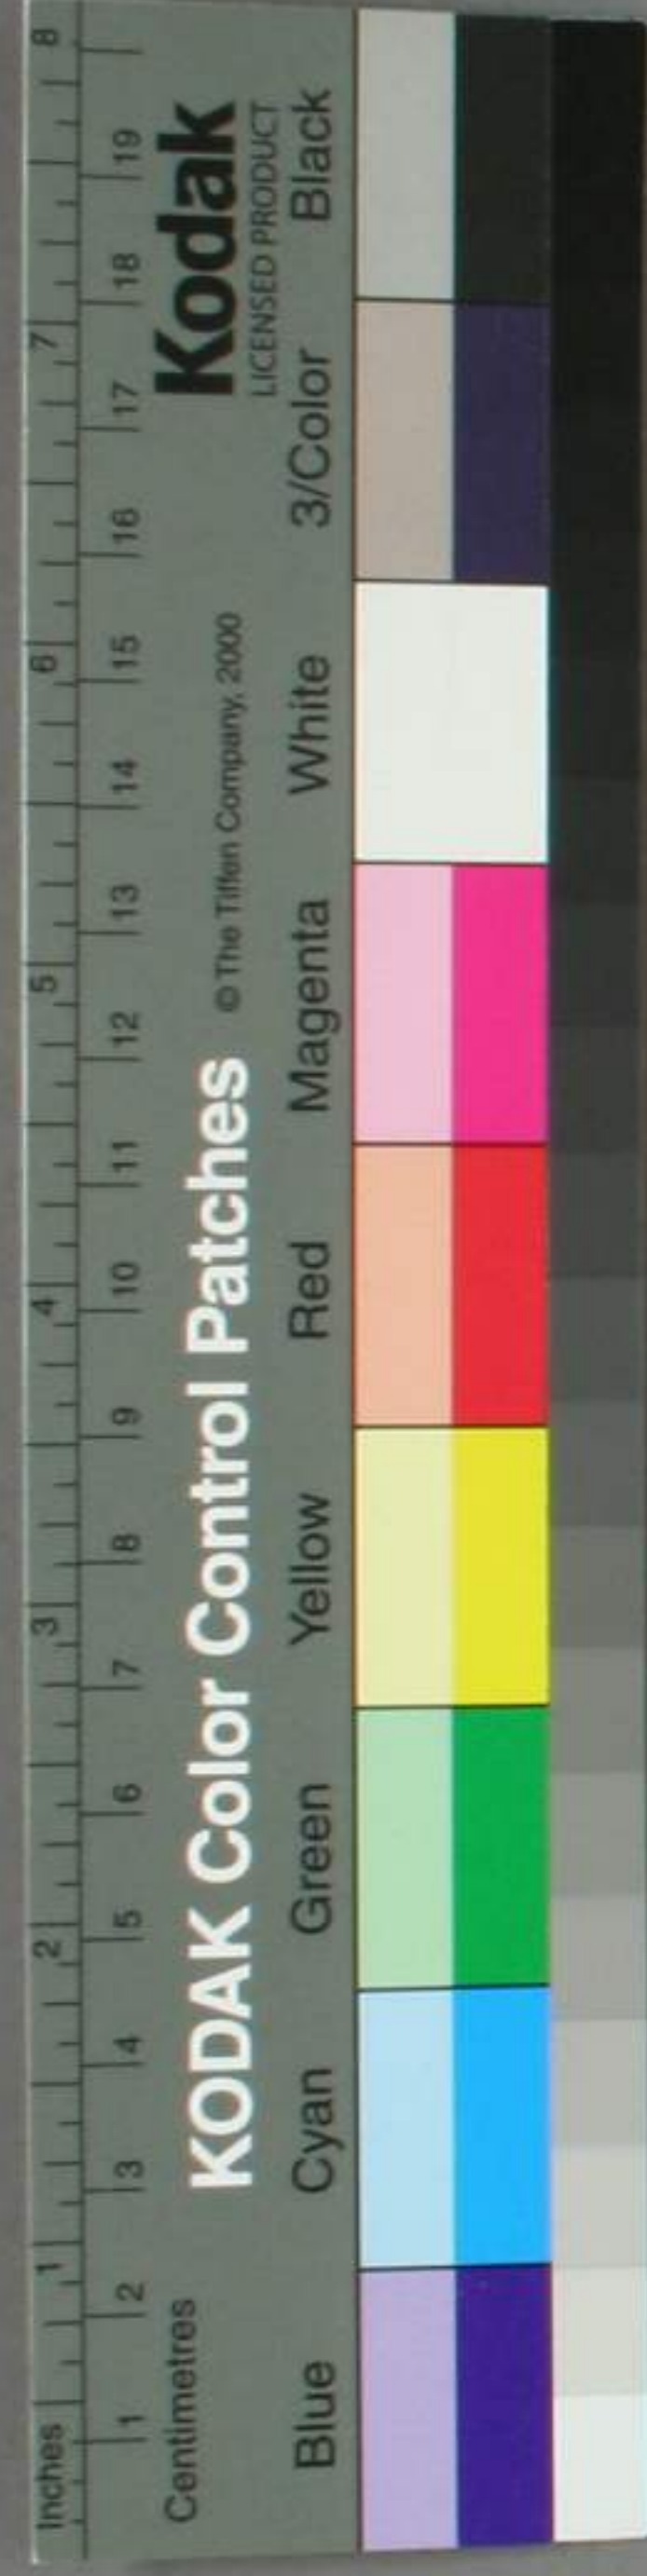 Inches 1 2 3 4 5 6 7 8
1 2 3 4 5 6 7 8 9 10 11 12 13 14 15 16 17 18 19
Centimetres
KODAK Color Control Patches
© The Tiffen Company, 2000
Kodak
LICENSED PRODUCT
Blue Cyan Green Yellow Red Magenta White 3/Color Black